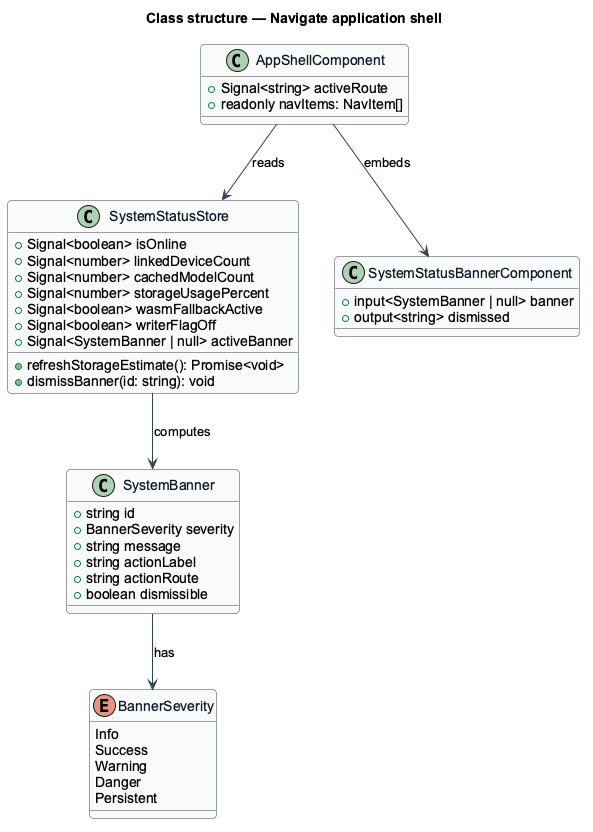 Class structure — Navigate application shell
C AppShellComponent
Signal<string> activeRoute
readonly navItems: NavItem[]
reads
embeds
C SystemStatusStore
Signal<boolean> isOnline
Signal<number> linkedDeviceCount
Signal<number> cachedModelCount
Signal<number> storageUsagePercent
Signal<boolean> wasmFallbackActive
Signal<boolean> writerFlagOff
Signal<SystemBanner | null> activeBanner
refreshStorageEstimate(): Promise<void>
dismissBanner(id: string): void
C SystemStatusBannerComponent
input<SystemBanner | null> banner
output<string> dismissed
computes
C SystemBanner
string id
BannerSeverity severity
string message
string actionLabel
string actionRoute
boolean dismissible
has
E BannerSeverity
Info
Success
Warning
Danger
Persistent